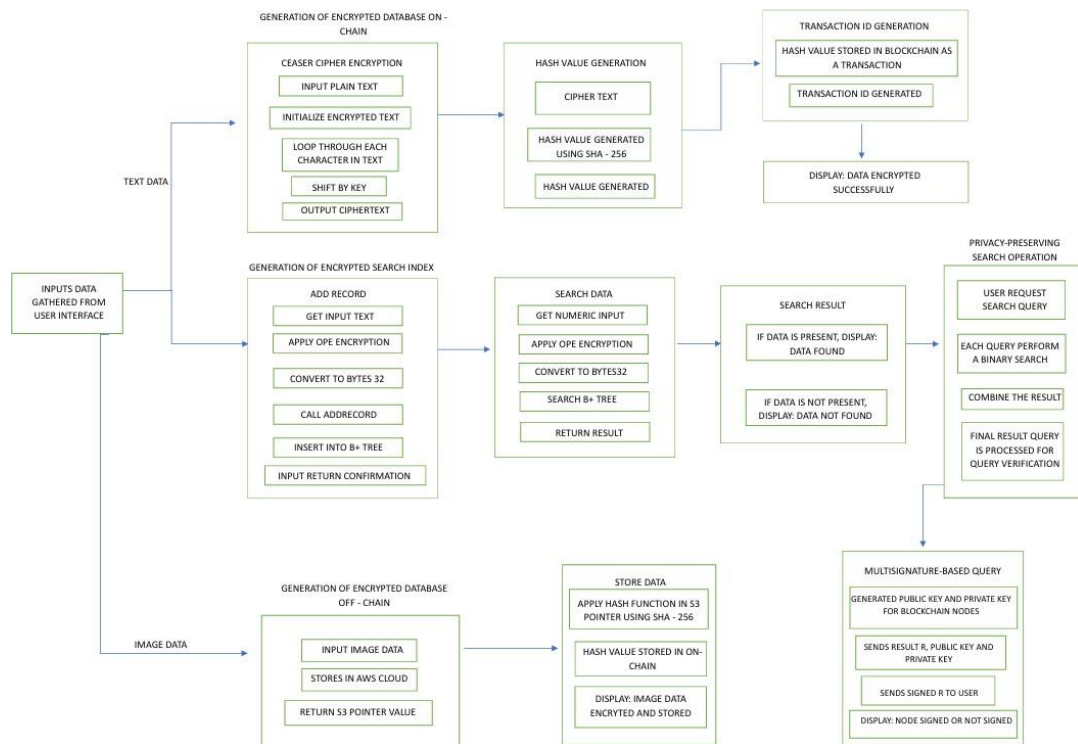 GENERATION OF ENCRYPTED DATABASE ON -
CHAIN
CEASER CIPHER ENCRYPTION
INPUT PLAIN TEXT
INITIALIZE ENCRYPTED TEXT
LOOP THROUGH EACH
CHARACTER IN TEXT
SHIFT BY KEY
OUTPUT CIPHERTEXT
HASH VALUE GENERATION
CIPHER TEXT
HASH VALUE GENERATED
USING SHA - 256
HASH VALUE GENERATED
TRANSACTION ID GENERATION
HASH VALUE STORED IN BLOCKCHAIN AS
A TRANSACTION
TRANSACTION ID GENERATED
DISPLAY: DATA ENCRYPTED
SUCCESSFULLY
TEXT DATA
INPUTS DATA
GATHERED FROM
USER INTERFACE
GENERATION OF ENCRYPTED SEARCH INDEX
ADD RECORD
GET INPUT TEXT
APPLY OPE ENCRYPTION
CONVERT TO BYTES 32
CALL ADDRECORD
INSERT INTO B+ TREE
INPUT RETURN CONFIRMATION
SEARCH DATA
GET NUMERIC INPUT
APPLY OPE ENCRYPTION
CONVERT TO BYTES32
SEARCH B+ TREE
RETURN RESULT
SEARCH RESULT
IF DATA IS PRESENT, DISPLAY:
DATA FOUND
IF DATA IS NOT PRESENT,
DISPLAY: DATA NOT FOUND
PRIVACY-PRESERVING
SEARCH OPERATION
USER REQUEST
SEARCH QUERY
EACH QUERY PERFORM
A BINARY SEARCH
COMBINE THE RESULT
FINAL RESULT QUERY
IS PROCESSED FOR
QUERY VERIFICATION
IMAGE DATA
GENERATION OF ENCRYPTED DATABASE
OFF - CHAIN
INPUT IMAGE DATA
STORES IN AWS CLOUD
RETURN S3 POINTER VALUE
STORE DATA
APPLY HASH FUNCTION IN S3
POINTER USING SHA - 256
HASH VALUE STORED IN ON-
CHAIN
DISPLAY: IMAGE DATA
ENCRYTED AND STORED
MULTISIGNATURE-BASED QUERY
GENERATED PUBLIC KEY AND PRIVATE KEY
FOR BLOCKCHAIN NODES
SENDS RESULT R, PUBLIC KEY AND
PRIVATE KEY
SENDS SIGNED R TO USER
DISPLAY: NODE SIGNED OR NOT SIGNED